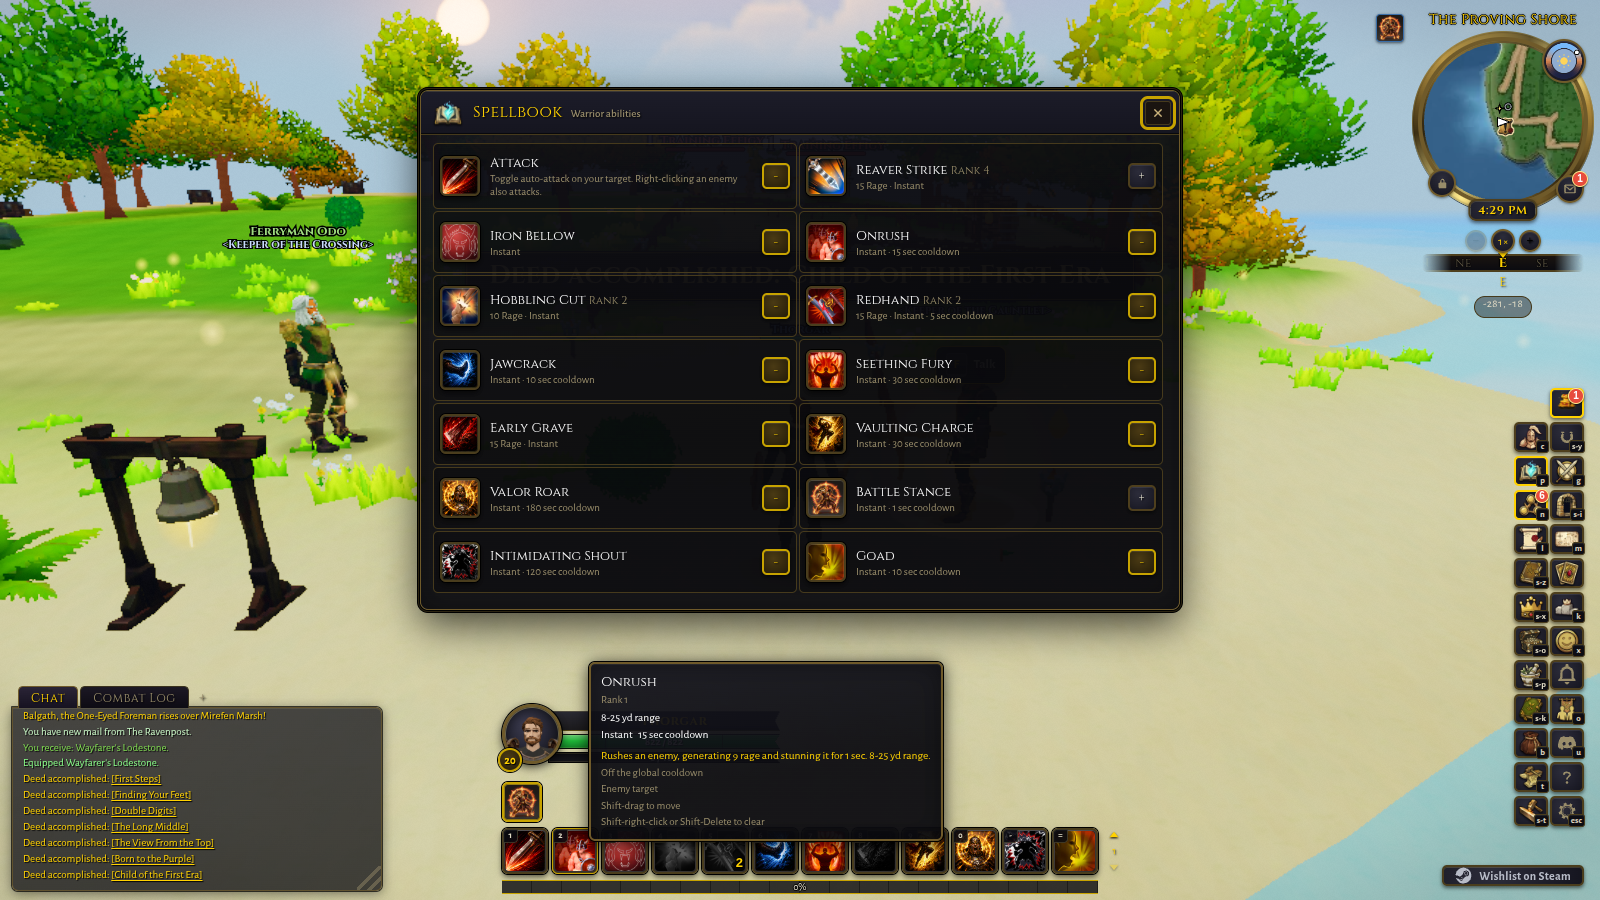 The Proving Shore
Spellbook Warrior abilities
Attack
Toggle auto-attack on your target. Right-clicking an enemy
also attacks.
Reaver Strike Rank 4
15 Rage · Instant
Iron Bellow
Instant
Onrush
Instant · 15 sec cooldown
Hobbling Cut Rank 2
10 Rage · Instant
Redhand Rank 2
15 Rage · Instant · 5 sec cooldown
Jawcrack
Instant · 10 sec cooldown
Seething Fury
Instant · 30 sec cooldown
Early Grave
15 Rage · Instant
Vaulting Charge
Instant · 30 sec cooldown
Valor Roar
Instant · 180 sec cooldown
Battle Stance
Instant · 1 sec cooldown
Intimidating Shout
Instant · 120 sec cooldown
Goad
Instant · 10 sec cooldown
Ferryman Odo
<Keeper of the Crossing>
1
4:29 PM
1×
NE E SE
E
-281, -18
1
c s-y
p g
6
n s-i
l m
s-z
s-x k
s-o x
s-p
s-k o
b u
t ?
s-t esc
Wishlist on Steam
Chat Combat Log +
Balgath, the One-Eyed Foreman rises over Mirefen Marsh!
You have new mail from The Ravenpost.
You receive: Wayfarer's Lodestone.
Equipped Wayfarer's Lodestone.
Deed accomplished: [First Steps]
Deed accomplished: [Finding Your Feet]
Deed accomplished: [Double Digits]
Deed accomplished: [The Long Middle]
Deed accomplished: [The View From the Top]
Deed accomplished: [Born to the Purple]
Deed accomplished: [Child of the First Era]
Onrush
Rank 1
8-25 yd range
Instant 15 sec cooldown
Rushes an enemy, generating 9 rage and stunning it for 1 sec. 8-25 yd range.
Off the global cooldown
Enemy target
Shift-drag to move
Shift-right-click or Shift-Delete to clear
20
1 2 2 0 =
1
0%